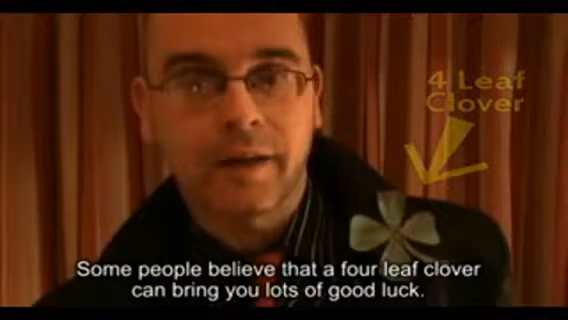 4 Leaf
Clover
Some people believe that a four leaf clover
can bring you lots of good luck.